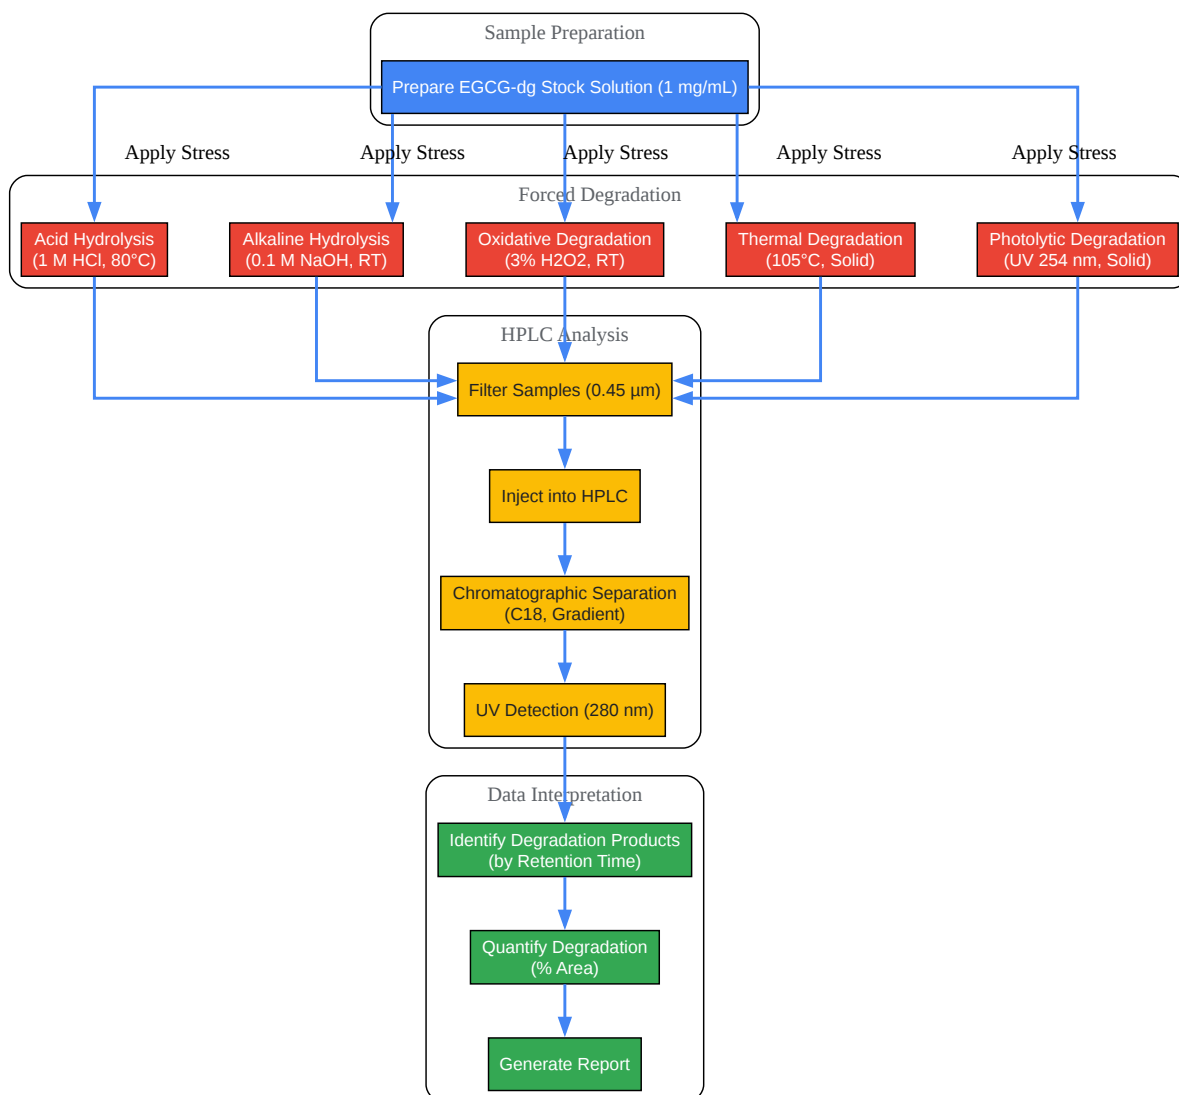 Sample Preparation
Prepare EGCG-dg Stock Solution (1 mg/mL)
Apply Stress
Apply Stress
Apply Stress
Apply Stress
Apply Stress
Forced Degradation
Acid Hydrolysis
(1 M HCl, 80°C)
Alkaline Hydrolysis
(0.1 M NaOH, RT)
Oxidative Degradation
(3% H2O2, RT)
Thermal Degradation
(105°C, Solid)
Photolytic Degradation
(UV 254 nm, Solid)
HPLC Analysis
Filter Samples (0.45 µm)
Inject into HPLC
Chromatographic Separation
(C18, Gradient)
UV Detection (280 nm)
Data Interpretation
Identify Degradation Products
(by Retention Time)
Quantify Degradation
(% Area)
Generate Report